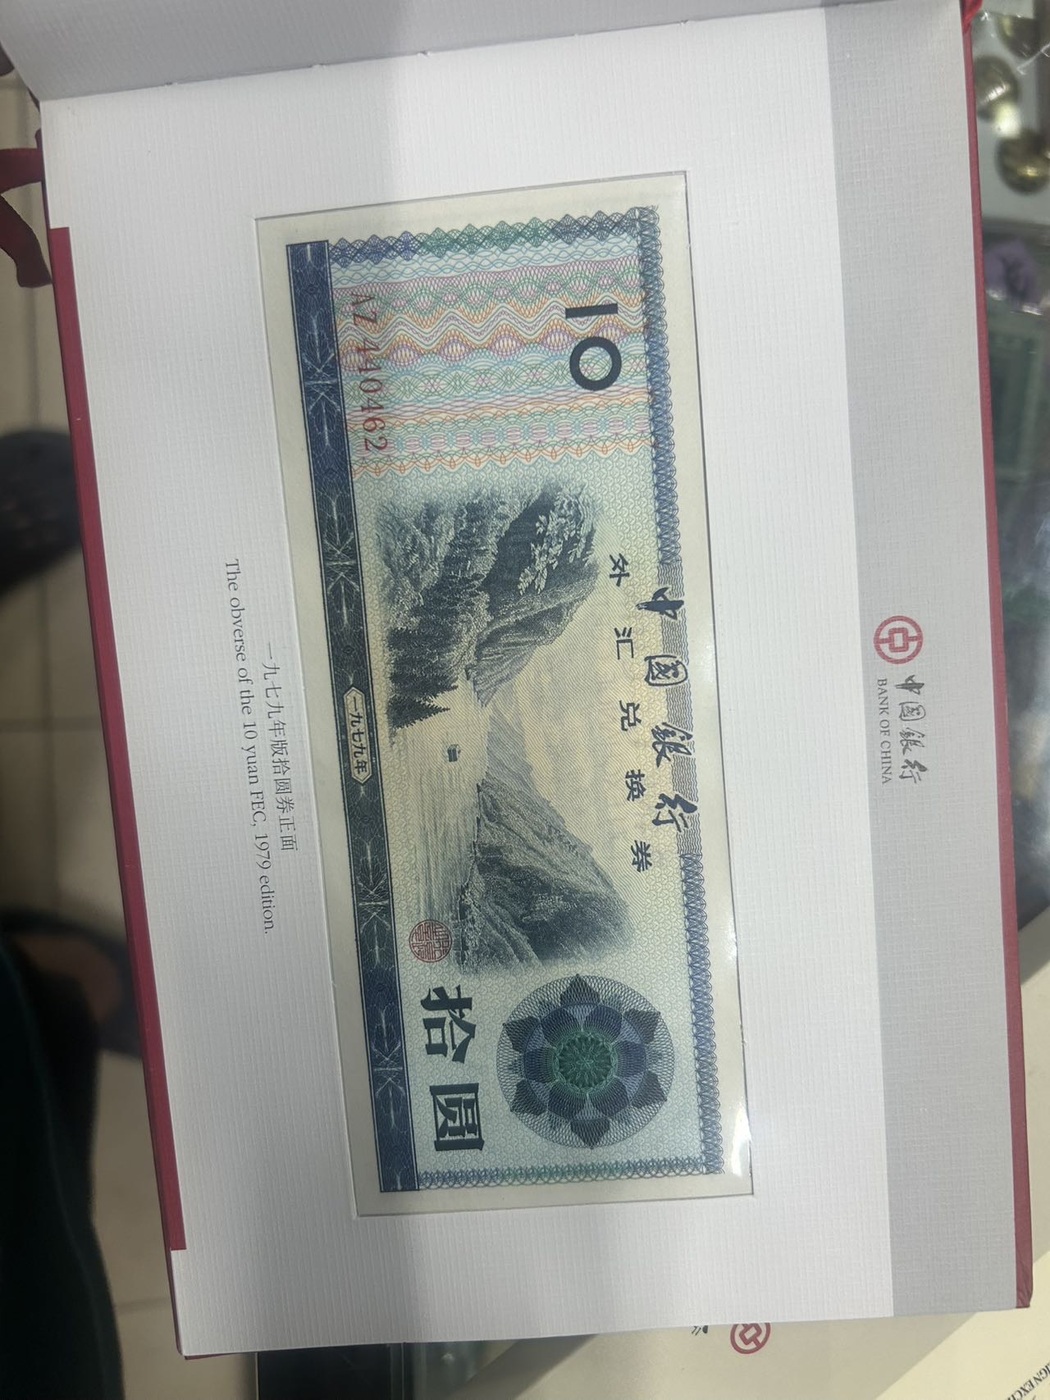 中国銀行
BANK OF CHINA
中國銀行
外汇兑换券
10
AZ 440462
拾圆
一九七九年
一九七九年版拾圆券正面
The obverse of the 10 yuan FEC, 1979 edition.